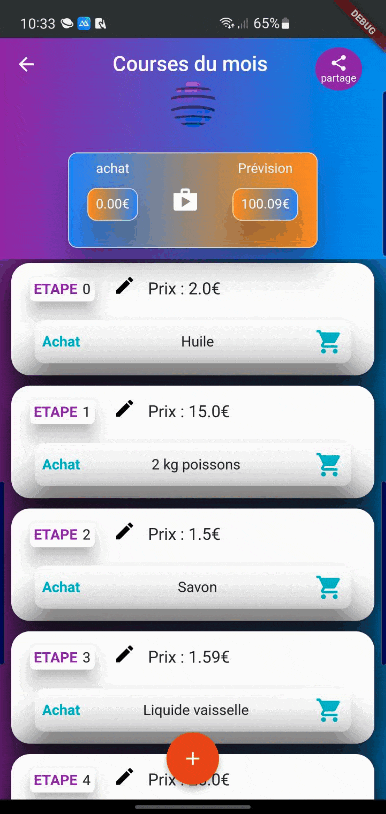 10:33
65%
DEBUG
Courses du mois
partage
achat
Prévision
0.00€
100.09€
ETAPE 0
Prix : 2.0€
Achat
Huile
ETAPE 1
Prix : 15.0€
Achat
2 kg poissons
ETAPE 2
Prix : 1.5€
Achat
Savon
ETAPE 3
Prix : 1.59€
Achat
Liquide vaisselle
ETAPE 4
Prix :